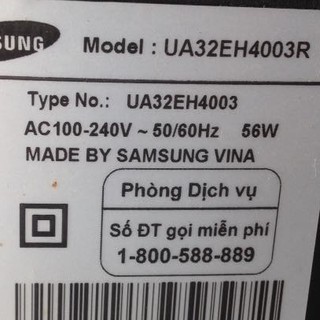 Model : UA32EH4003R
Type No.: UA32EH4003
AC100-240V ~ 50/60Hz 56W
MADE BY SAMSUNG VINA
Phòng Dịch vụ
Số ĐT gọi miễn phí
1-800-588-889